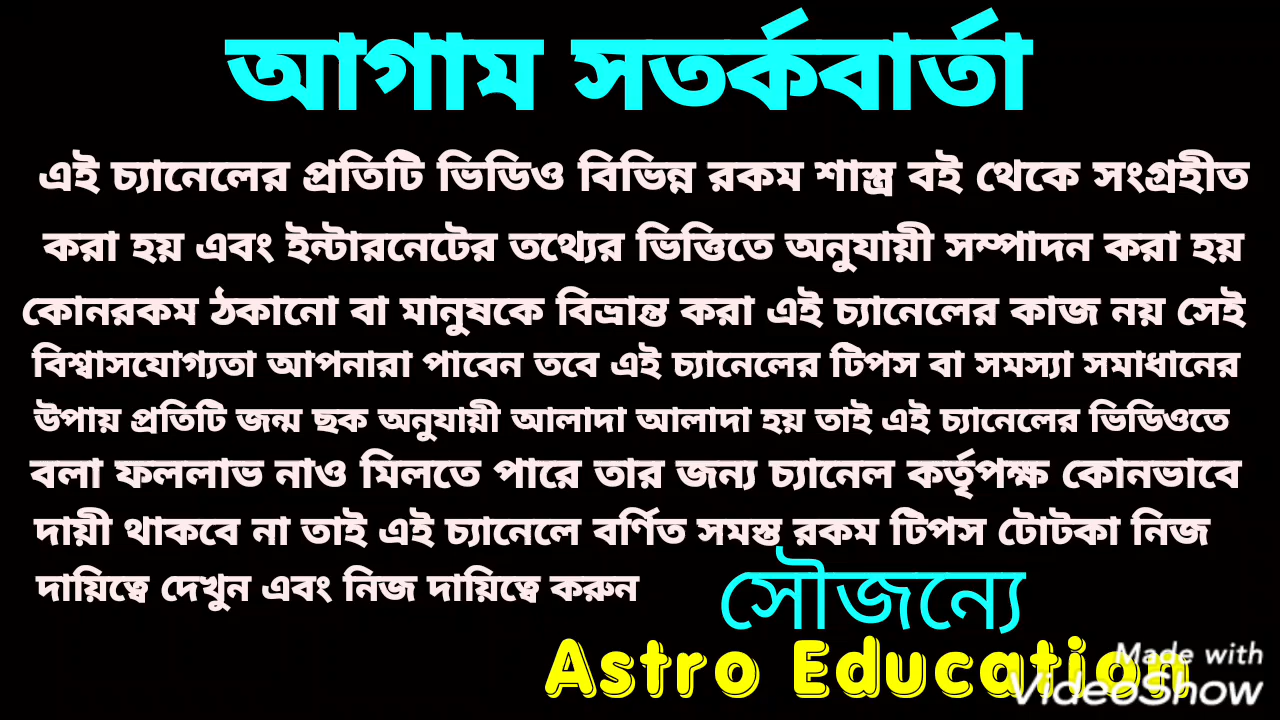 আগাম সতর্কবার্তা
এই চ্যানেলের প্রতিটি ভিডিও বিভিন্ন রকম শাস্ত্র বই থেকে সংগ্রহীত
করা হয় এবং ইন্টারনেটের তথ্যের ভিত্তিতে অনুযায়ী সম্পাদন করা হয়
কোনরকম ঠকানো বা মানুষকে বিভ্রান্ত করা এই চ্যানেলের কাজ নয় সেই
বিশ্বাসযোগ্যতা আপনারা পাবেন তবে এই চ্যানেলের টিপস বা সমস্যা সমাধানের
উপায় প্রতিটি জন্ম ছক অনুযায়ী আলাদা আলাদা হয় তাই এই চ্যানেলের ভিডিওতে
বলা ফললাভ নাও মিলতে পারে তার জন্য চ্যানেল কর্তৃপক্ষ কোনভাবে
দায়ী থাকবে না তাই এই চ্যানেলে বর্ণিত সমস্ত রকম টিপস টোটকা নিজ
দায়িত্বে দেখুন এবং নিজ দায়িত্বে করুন
সৌজন্যে
Astro Education
Made with
VideoShow